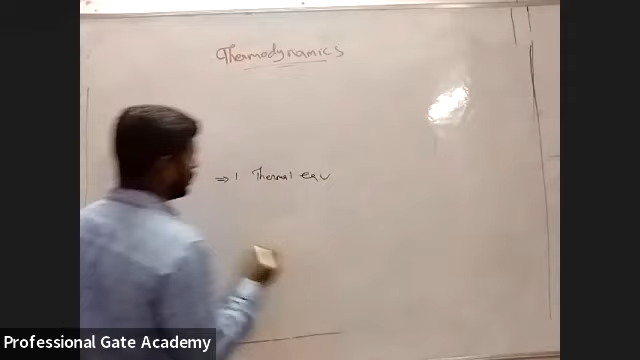 Thermodynamics
⇒ 1 Thermal equ
Professional Gate Academy